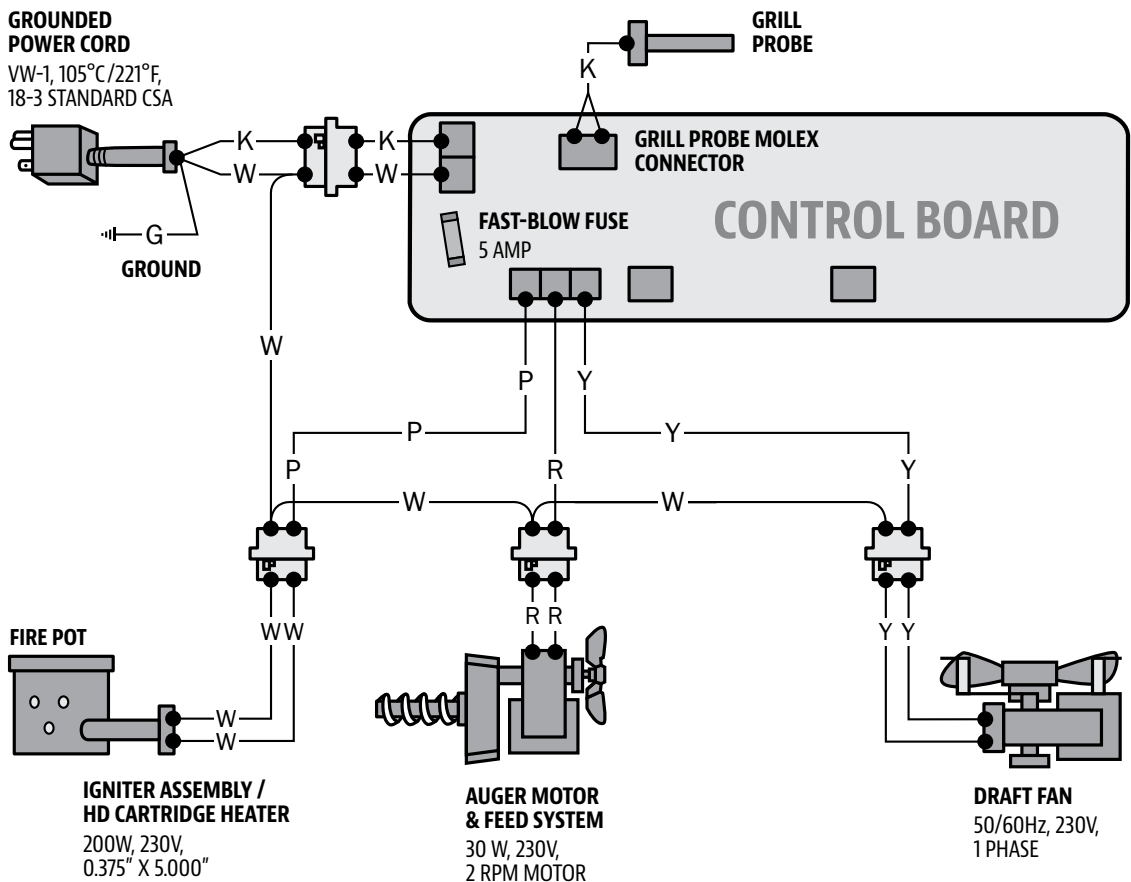 GROUNDED
POWER CORD
VW-1, 105°C/221°F,
18-3 STANDARD CSA
GRILL
PROBE
K
GRILL PROBE MOLEX
CONNECTOR
K
K
W
W
CONTROL BOARD
FAST-BLOW FUSE
5 AMP
G
GROUND
W
P
Y
P
Y
P
R
Y
W
W
R R
W W
Y Y
FIRE POT
W
W
IGNITER ASSEMBLY /
HD CARTRIDGE HEATER
200W, 230V,
0.375" X 5.000"
AUGER MOTOR
& FEED SYSTEM
30 W, 230V,
2 RPM MOTOR
DRAFT FAN
50/60Hz, 230V,
1 PHASE